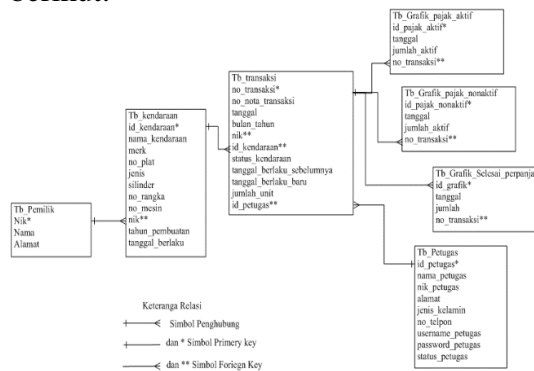 berikut.
Tb_Pemilik
Nik*
Nama
Alamat
Tb_kendaraan
id_kendaraan*
nama_kendaraan
merk
no_plat
jenis
silinder
no_rangka
no_mesin
nik**
tahun_pembuatan
tanggal_berlaku
Tb_transaksi
no_transaksi*
no_nota_transaksi
tanggal
bulan_tahun
nik**
id_kendaraan**
status_kendaraan
tanggal_berlaku_sebelumnya
tanggal_berlaku_baru
jumlah_unit
id_petugas**
Tb_Grafik_pajak_aktif
id_pajak_aktif*
tanggal
jumlah_aktif
no_transaksi**
Tb_Grafik_pajak_nonaktif
id_pajak_nonaktif*
tanggal
jumlah_aktif
no_transaksi**
Tb_Grafik_Selesai_perpanja
id_grafik*
tanggal
jumlah
no_transaksi**
Tb_Petugas
id_petugas*
nama_petugas
nik_petugas
alamat
jenis_kelamin
no_telpon
username_petugas
password_petugas
status_petugas
Keteranga Relasi
Simbol Penghubung
dan * Simbol Primery key
dan ** Simbol Foriegn Key